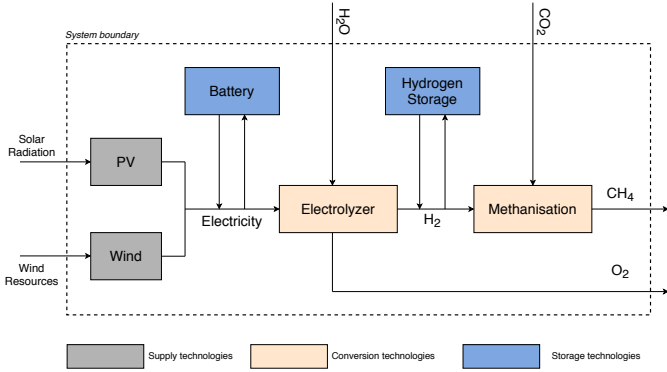 H₂O
CO₂
System boundary
Battery
Hydrogen
Storage
Solar
Radiation
PV
Electricity
Electrolyzer
H₂
Methanisation
CH₄
Wind
Wind
Resources
O₂
Supply technologies
Conversion technologies
Storage technologies